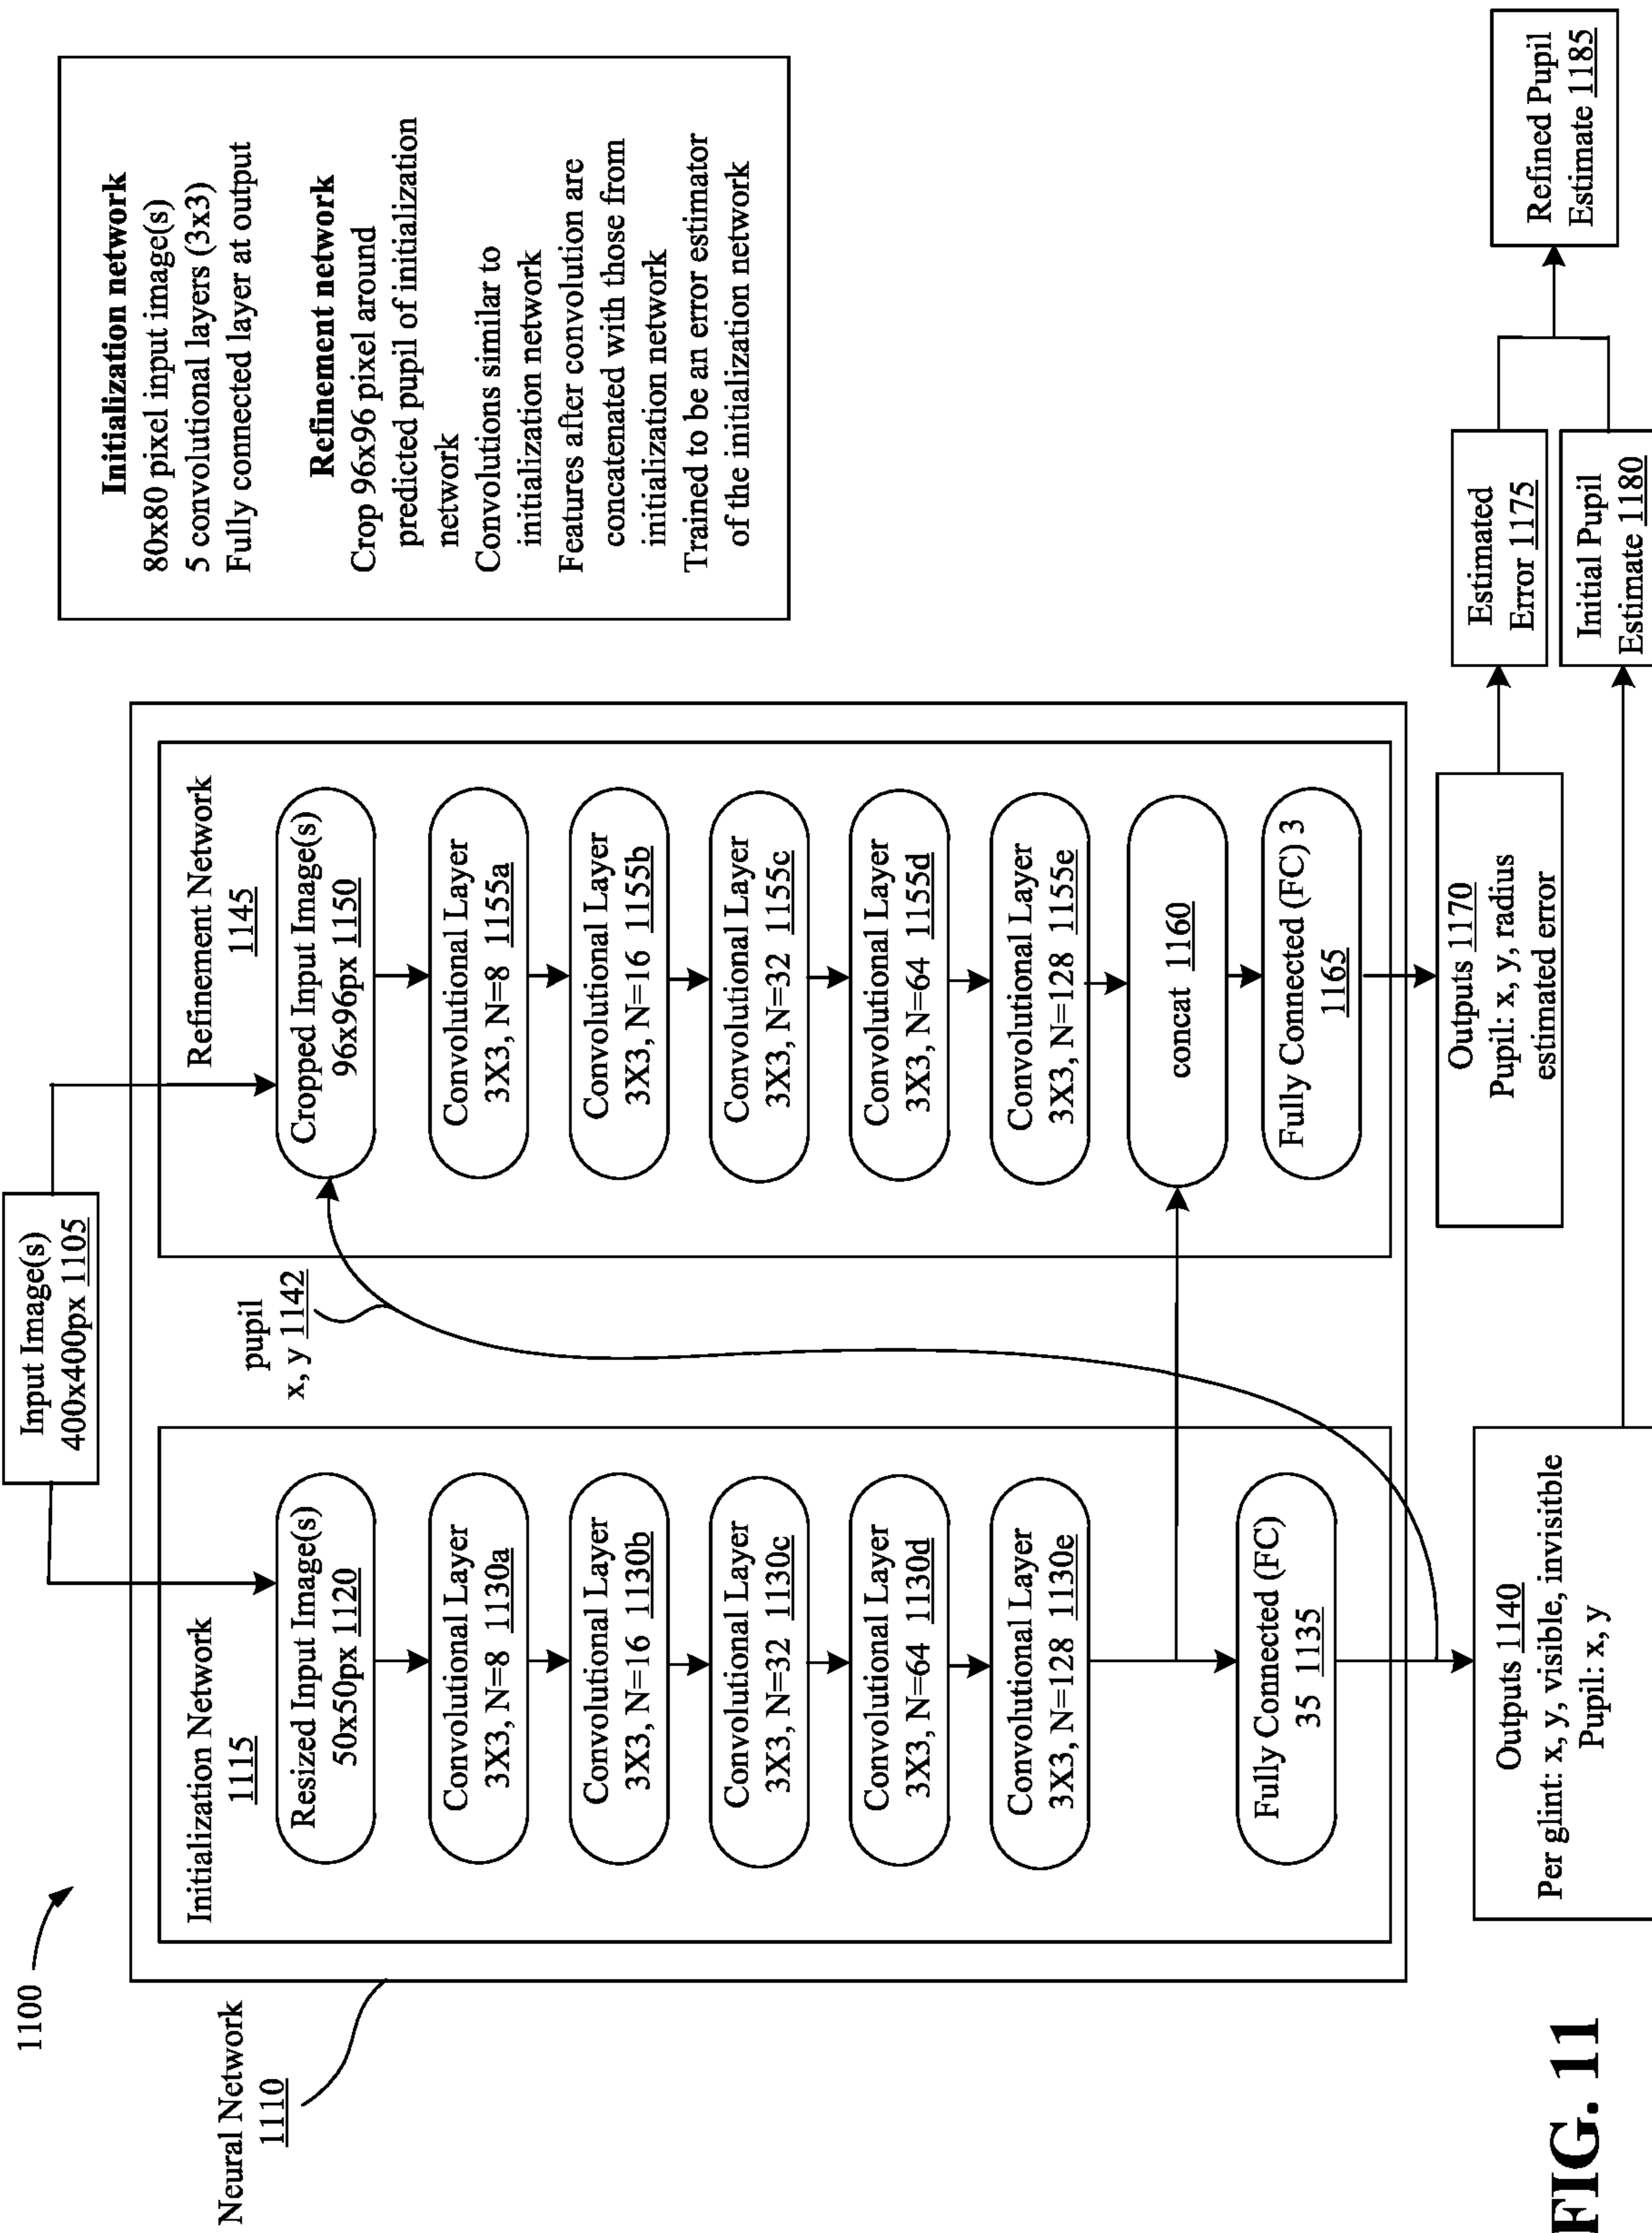 1100
Input Image(s)
400x400px 1105
Neural Network
1110
Initialization Network
1115
Resized Input Image(s)
50x50px 1120
Convolutional Layer
3X3, N=8 1130a
Convolutional Layer
3X3, N=16 1130b
Convolutional Layer
3X3, N=32 1130c
Convolutional Layer
3X3, N=64 1130d
Convolutional Layer
3X3, N=128 1130e
Fully Connected (FC)
35 1135
Outputs 1140
Per glint: x, y, visible, invisitble
Pupil: x, y
pupil
x, y 1142
Refinement Network
1145
Cropped Input Image(s)
96x96px 1150
Convolutional Layer
3X3, N=8 1155a
Convolutional Layer
3X3, N=16 1155b
Convolutional Layer
3X3, N=32 1155c
Convolutional Layer
3X3, N=64 1155d
Convolutional Layer
3X3, N=128 1155e
concat 1160
Fully Connected (FC) 3
1165
Outputs 1170
Pupil: x, y, radius
estimated error
Estimated
Error 1175
Initial Pupil
Estimate 1180
Refined Pupil
Estimate 1185
Initialization network
80x80 pixel input image(s)
5 convolutional layers (3x3)
Fully connected layer at output
Refinement network
Crop 96x96 pixel around
predicted pupil of initialization
network
Convolutions similar to
initialization network
Features after convolution are
concatenated with those from
initialization network
Trained to be an error estimator
of the initialization network
FIG. 11